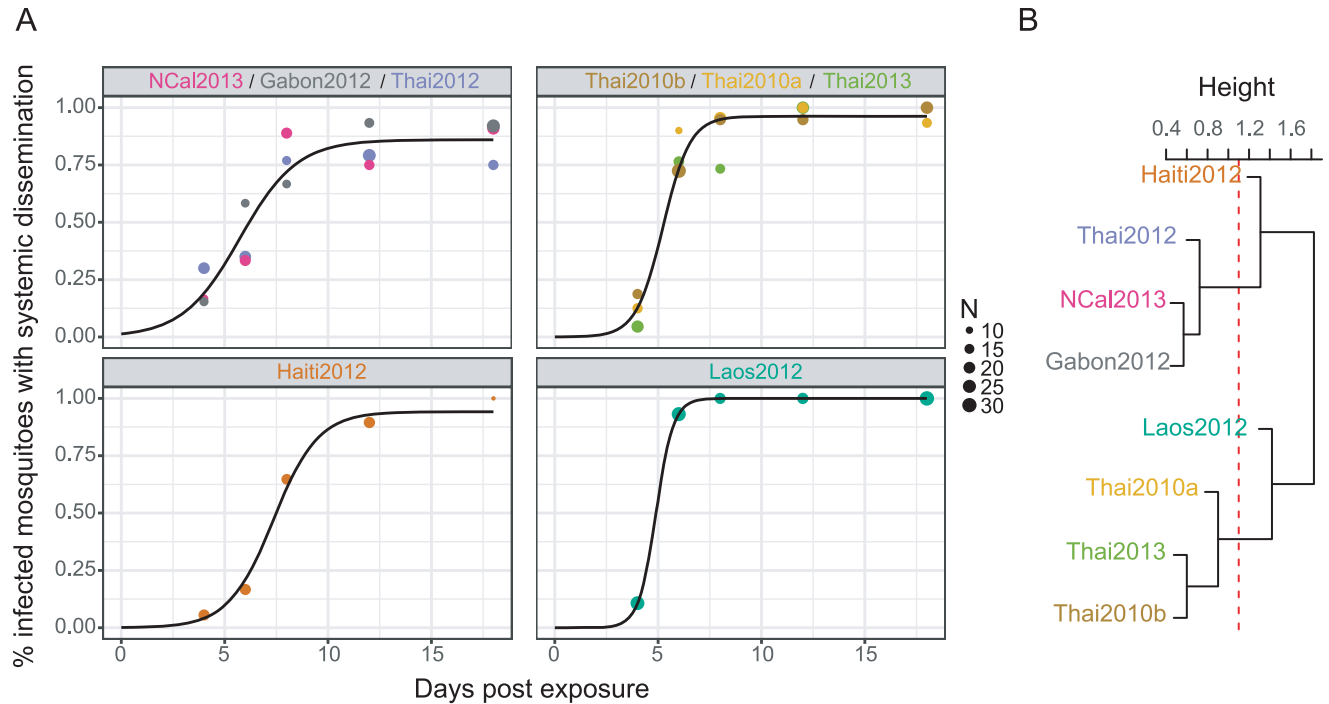 A
B
NCal2013 / Gabon2012 / Thai2012
Thai2010b / Thai2010a / Thai2013
Height
0.4 0.8 1.2 1.6
% infected mosquitoes with systemic dissemination
1.00
0.75
0.50
0.25
0.00
Haiti2012
Laos2012
1.00
0.75
0.50
0.25
0.00
0 5 10 15
0 5 10 15
Days post exposure
N
10
15
20
25
30
Haiti2012
Thai2012
NCal2013
Gabon2012
Laos2012
Thai2010a
Thai2013
Thai2010b